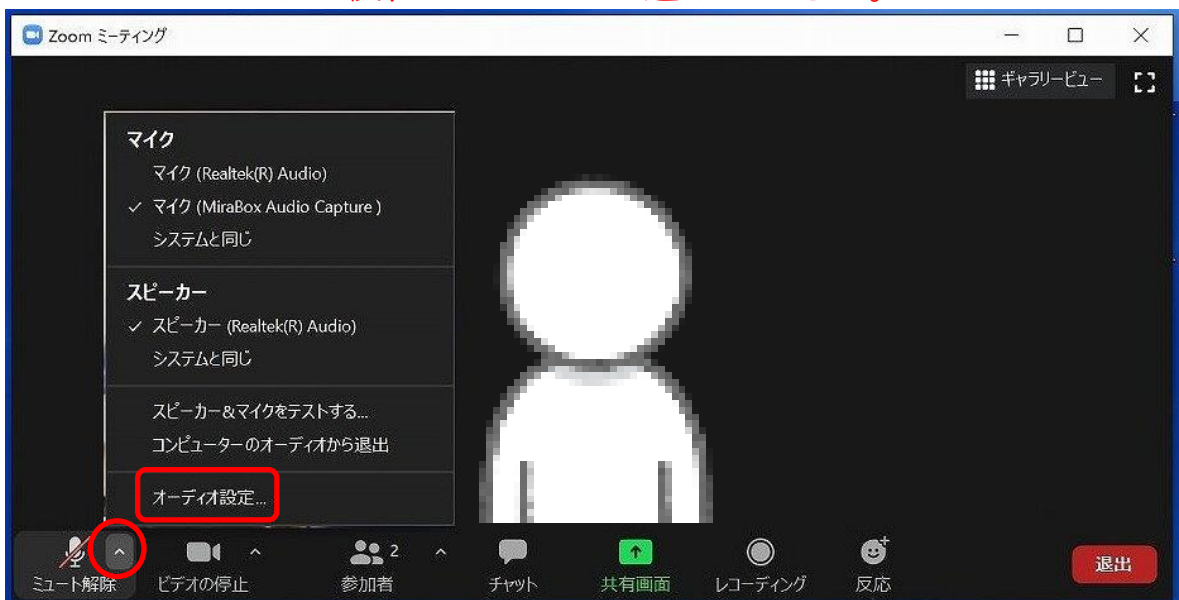 Zoom ミーティング
ギャラリービュー
マイク
マイク (Realtek(R) Audio)
マイク (MiraBox Audio Capture )
システムと同じ
スピーカー
スピーカー (Realtek(R) Audio)
システムと同じ
スピーカー&マイクをテストする...
コンピューターのオーディオから退出
オーディオ設定...
2
ミュート解除 ビデオの停止 参加者 チャット 共有画面 レコーディング 反応 退出